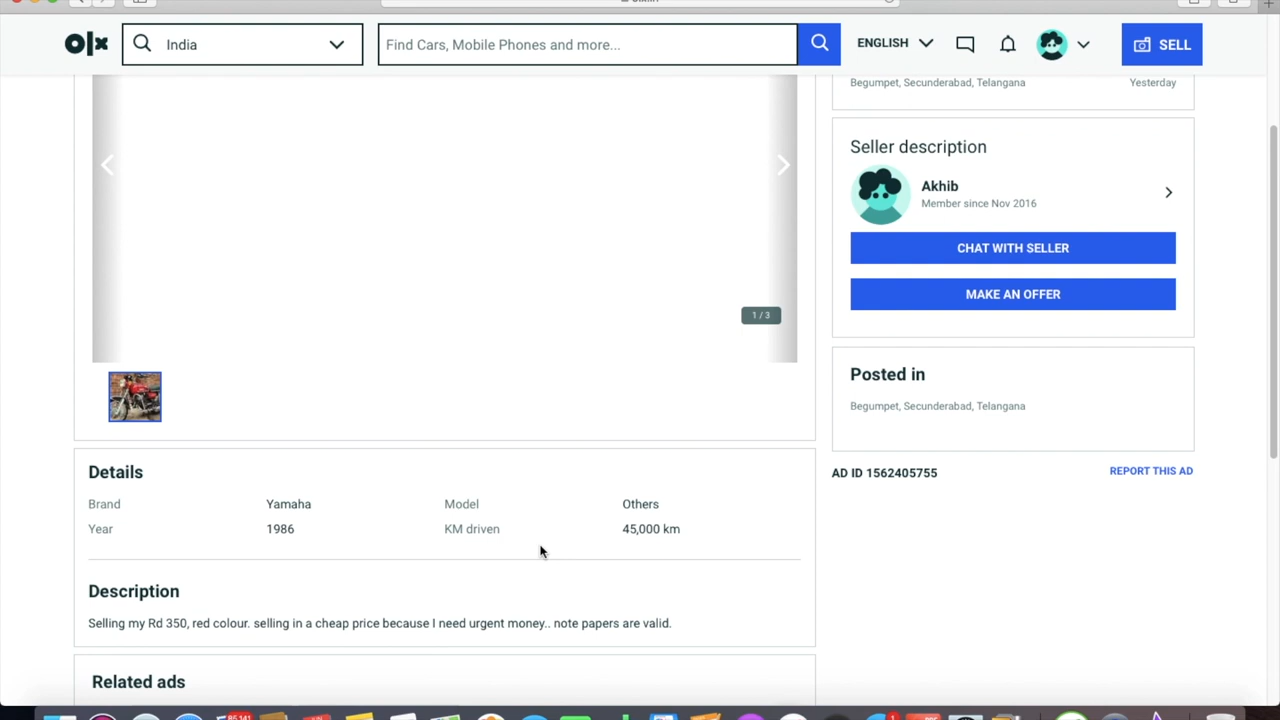 olx
India
Find Cars, Mobile Phones and more...
ENGLISH
SELL
Begumpet, Secunderabad, Telangana
Yesterday
Seller description
Akhib
Member since Nov 2016
CHAT WITH SELLER
MAKE AN OFFER
1 / 3
Posted in
Begumpet, Secunderabad, Telangana
AD ID 1562405755
REPORT THIS AD
Details
Brand Yamaha Model Others
Year 1986 KM driven 45,000 km
Description
Selling my Rd 350, red colour. selling in a cheap price because I need urgent money.. note papers are valid.
Related ads